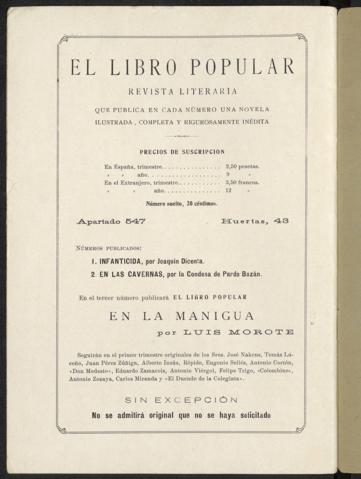 EL LIBRO POPULAR
REVISTA LITERARIA
QUE PUBLICA EN CADA NÚMERO UNA NOVELA
ILUSTRADA, COMPLETA Y RIGUROSAMENTE INÉDITA
PRECIOS DE SUSCRIPCION
En España, trimestre................ 2,50 pesetas.
» » año.................... 9 »
En el Extranjero, trimestre............ 3,50 francos.
» » año................ 12 »
Número suelto, 20 céntimos.
Apartado 547 Huertas, 43
NÚMEROS PUBLICADOS:
1. INFANTICIDA, por Joaquín Dicenta.
2. EN LAS CAVERNAS, por la Condesa de Pardo Bazán.
En el tercer número publicará EL LIBRO POPULAR
EN LA MANIGUA
por LUIS MOROTE
Seguirán en el primer trimestre originales de los Sres. José Nakens, Tomás Lu-
ceño, Juan Pérez Zúñiga, Alberto Insúa, Répide, Eugenio Sellés, Antonio Cortón,
«Don Modesto», Eduardo Zamacois, Antonio Viérgol, Felipe Trigo, «Colombine»,
Antonio Zozaya, Carlos Miranda y «El Duende de la Colegiata».
SIN EXCEPCIÓN
No se admitirá original que no se haya solicitado